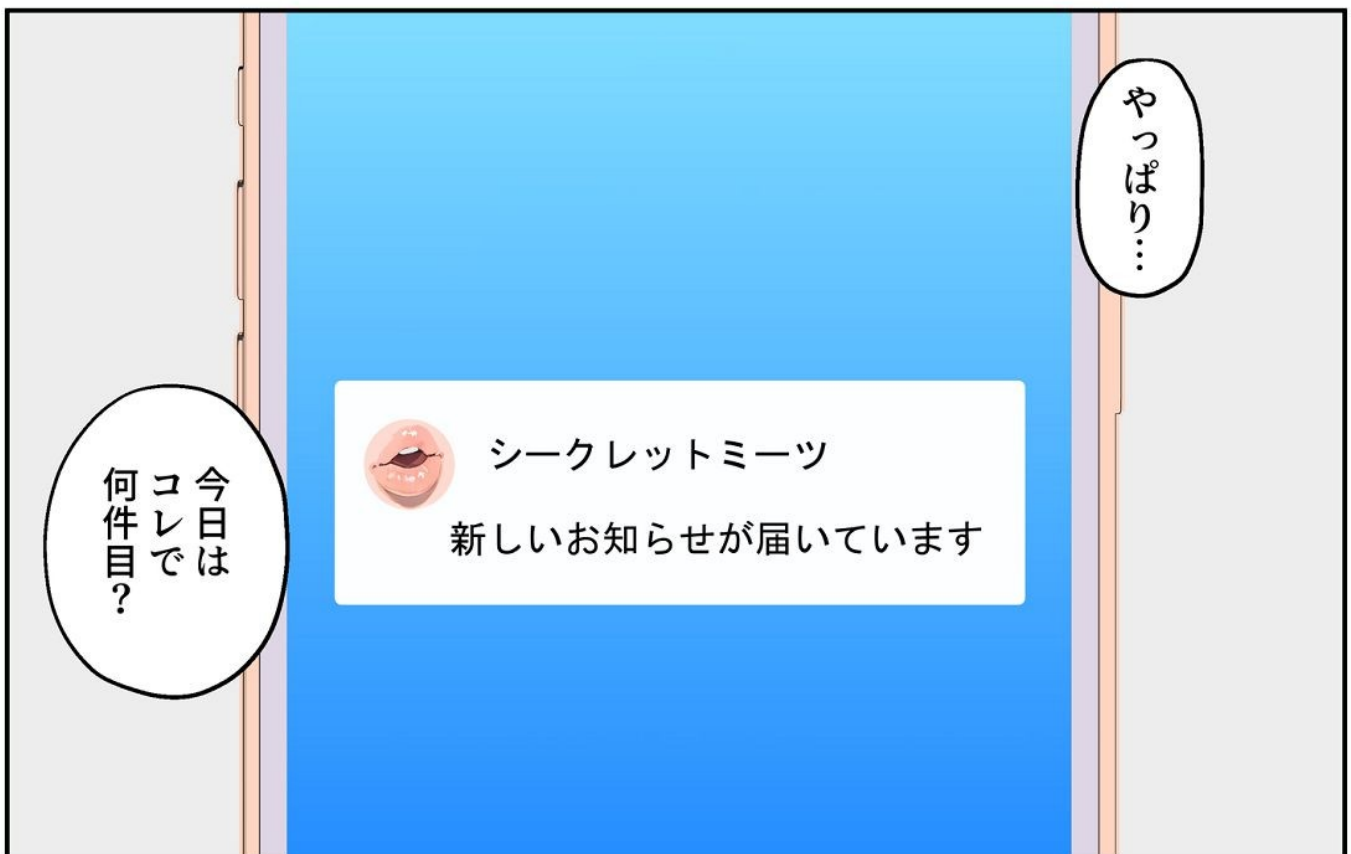 やっぱり…
シークレットミーツ
新しいお知らせが届いています
今日は
コレで
何件目?